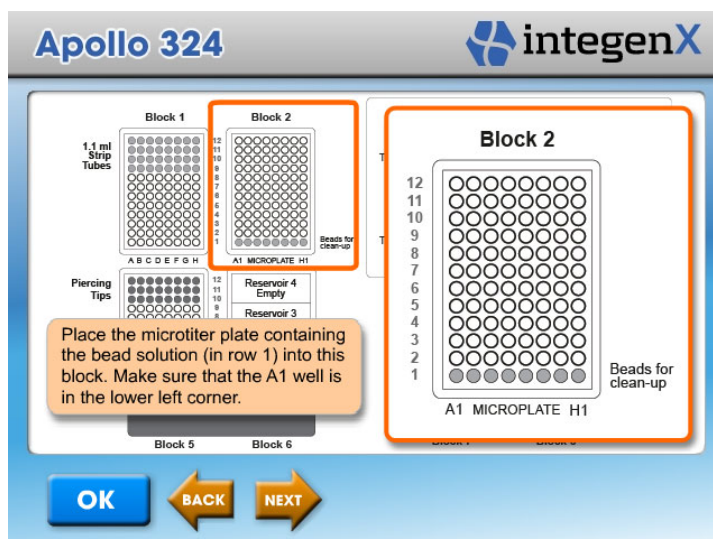 Apollo 324
integenX
Block 1
Block 2
1.1 ml
Strip
Tubes
12
11
10
9
8
7
6
5
4
3
2
1
Beads for
clean-up
A B C D E F G H
A1 MICROPLATE H1
Piercing
Tips
12
11
10
9
8
Reservoir 4
Empty
Reservoir 3
Place the microtiter plate containing
the bead solution (in row 1) into this
block. Make sure that the A1 well is
in the lower left corner.
Block 5
Block 6
Block 2
12
11
10
9
8
7
6
5
4
3
2
1
Beads for
clean-up
A1 MICROPLATE H1
OK
BACK
NEXT